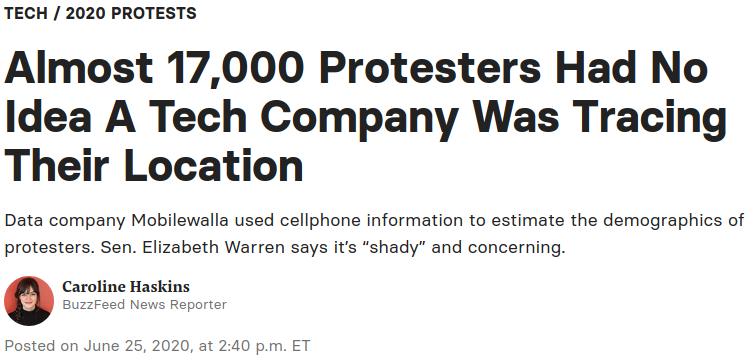 TECH / 2020 PROTESTS
Almost 17,000 Protesters Had No
Idea A Tech Company Was Tracing
Their Location
Data company Mobilewalla used cellphone information to estimate the demographics of
protesters. Sen. Elizabeth Warren says it’s “shady” and concerning.
Caroline Haskins
BuzzFeed News Reporter
Posted on June 25, 2020, at 2:40 p.m. ET